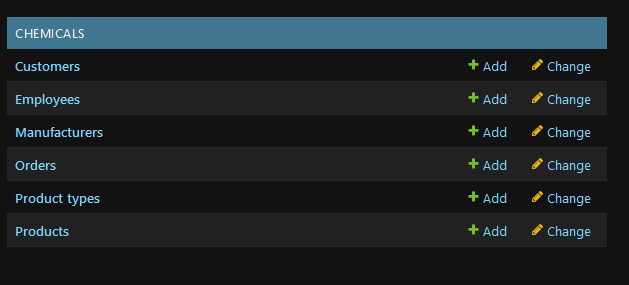 CHEMICALS
Customers Add Change
Employees Add Change
Manufacturers Add Change
Orders Add Change
Product types Add Change
Products Add Change